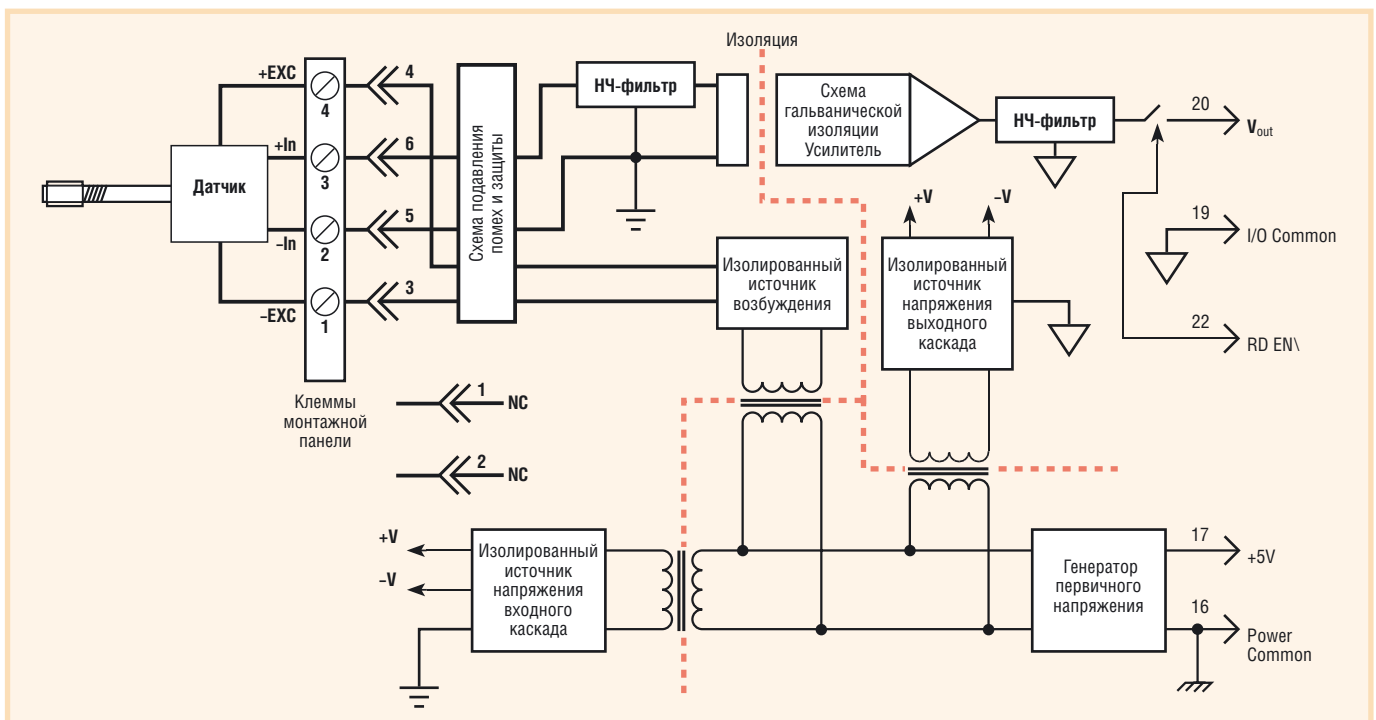 Изоляция
+EXC
4
4
НЧ-фильтр
Схема
гальванической
изоляции
Усилитель
НЧ-фильтр
20
Vout
+In
3
6
Датчик
Схема подавления
помех и защиты
-In
2
5
+V
-V
19
I/O Common
Изолированный
источник
возбуждения
Изолированный
источник
напряжения
выходного
каскада
-EXC
1
3
22
RD EN\
Клеммы
монтажной
панели
1
NC
2
NC
+V
-V
Изолированный
источник
напряжения
входного
каскада
Генератор
первичного
напряжения
17
+5V
16
Power
Common